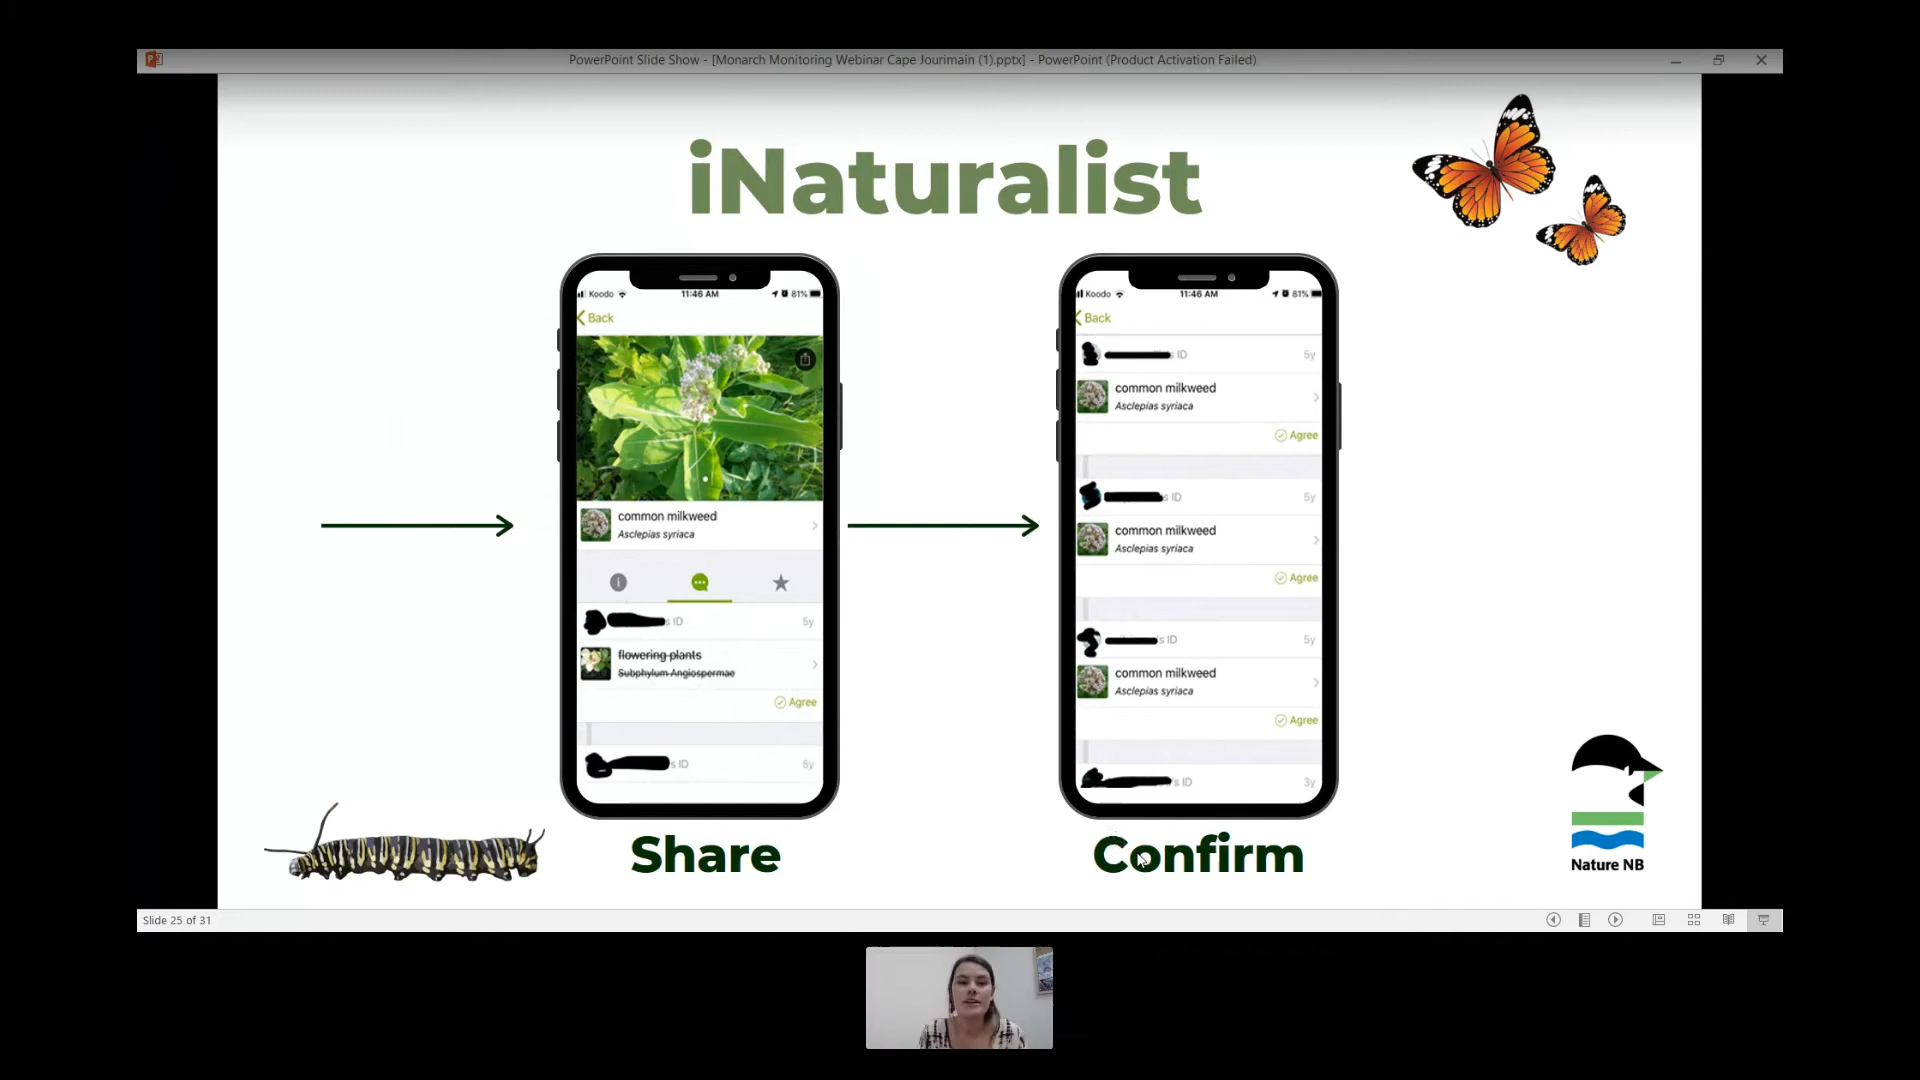 PowerPoint Slide Show - [Monarch Monitoring Webinar Cape Jourimain (1).pptx] - PowerPoint (Product Activation Failed)
iNaturalist
Koodo
11:46 AM
81%
Back
common milkweed
Asclepias syriaca
s ID
5y
flowering plants
Subphylum Angiospermae
Agree
s ID
5y
Share
Koodo
11:46 AM
81%
Back
s ID
5y
common milkweed
Asclepias syriaca
Agree
s ID
5y
common milkweed
Asclepias syriaca
Agree
's ID
5y
common milkweed
Asclepias syriaca
Agree
's ID
3y
Confirm
Nature NB
Slide 25 of 31